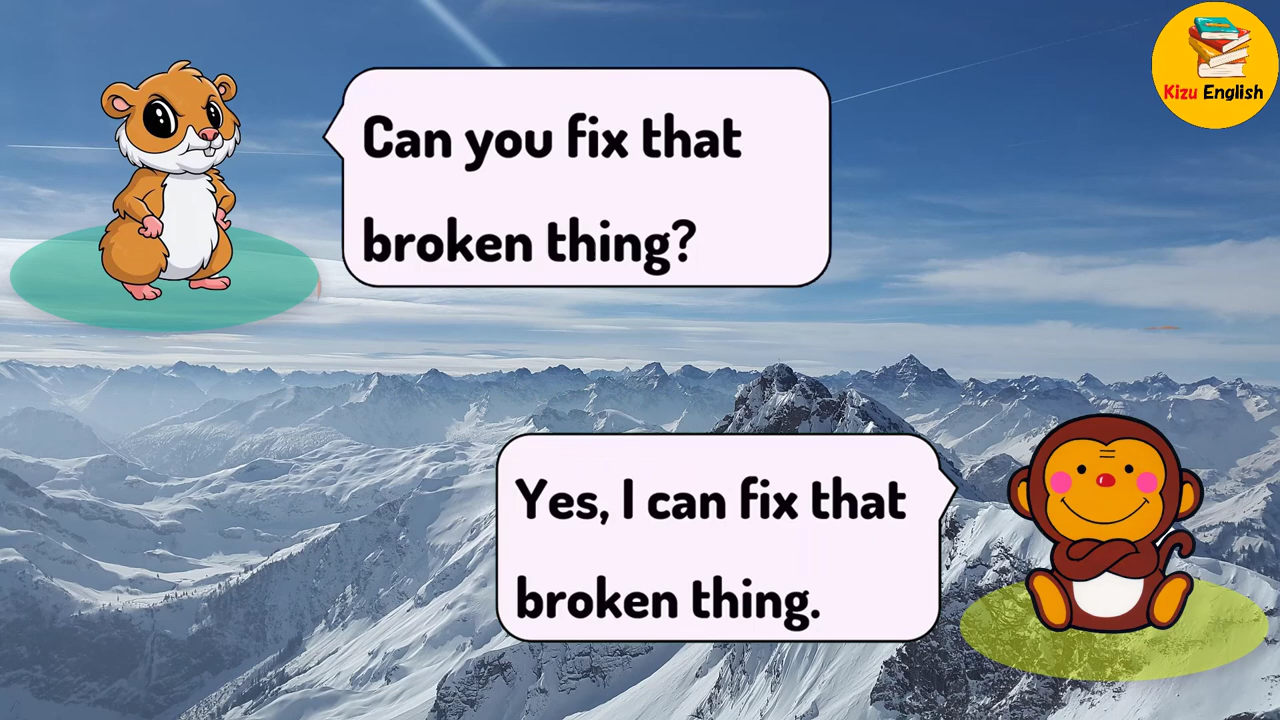 Kizu English
Can you fix that
broken thing?
Yes, I can fix that
broken thing.